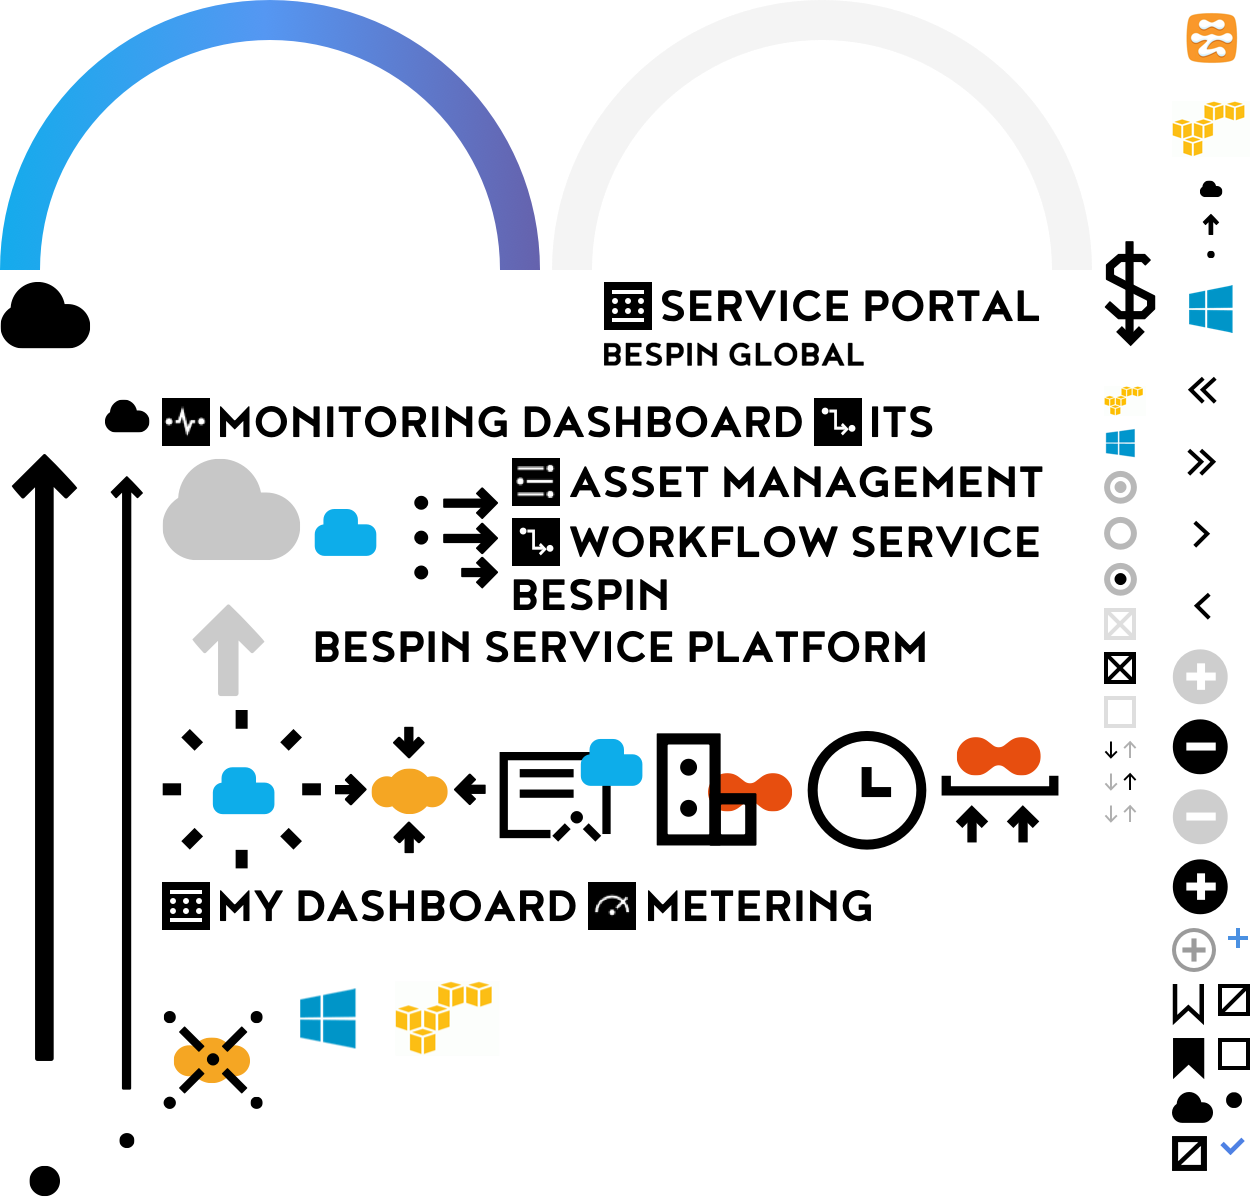 SERVICE PORTAL
BESPIN GLOBAL
MONITORING DASHBOARD ITS
ASSET MANAGEMENT
WORKFLOW SERVICE
BESPIN
BESPIN SERVICE PLATFORM
MY DASHBOARD METERING